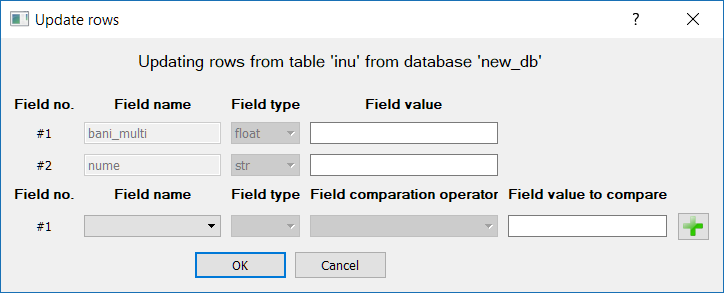 Update rows
Updating rows from table 'inu' from database 'new_db'
Field no. Field name Field type Field value
#1 bani_multi float
#2 nume str
Field no. Field name Field type Field comparation operator Field value to compare
#1
OK Cancel